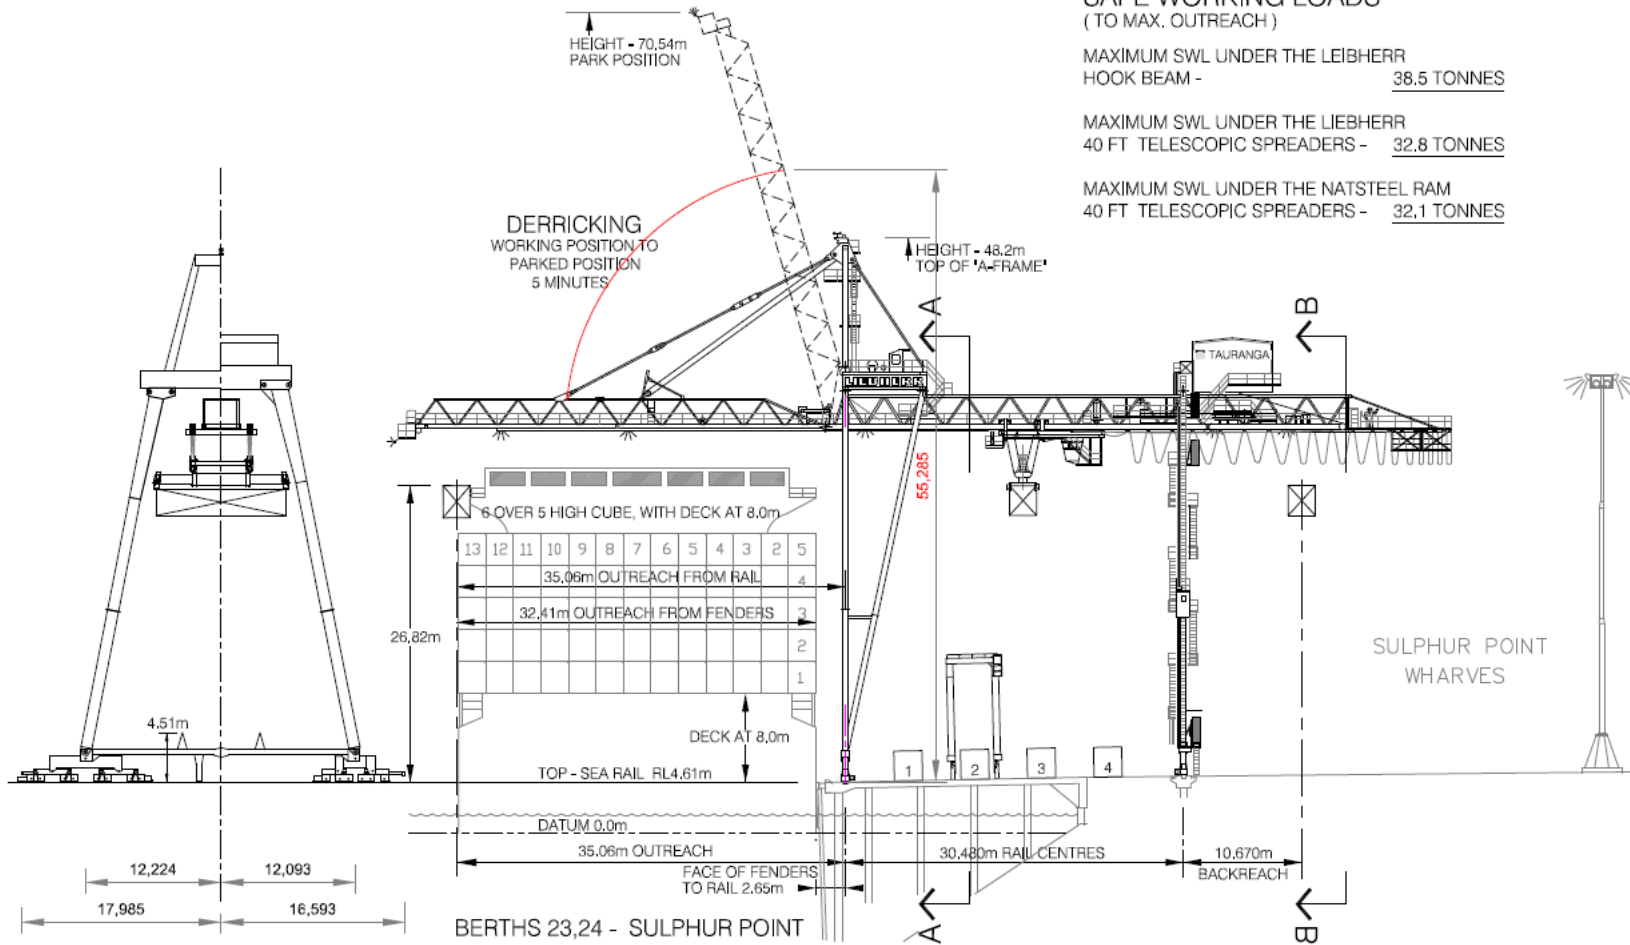 SAFE WORKING LOADS
( TO MAX. OUTREACH )
MAXIMUM SWL UNDER THE LEIBHERR
HOOK BEAM - 38.5 TONNES
MAXIMUM SWL UNDER THE LIEBHERR
40 FT TELESCOPIC SPREADERS - 32.8 TONNES
MAXIMUM SWL UNDER THE NATSTEEL RAM
40 FT TELESCOPIC SPREADERS - 32.1 TONNES
HEIGHT - 70.54m
PARK POSITION
DERRICKING
WORKING POSITION TO
PARKED POSITION
5 MINUTES
HEIGHT - 48.2m
TOP OF "A-FRAME"
A
B
TAURANGA
LIEBHERR
55,285
6 OVER 5 HIGH CUBE, WITH DECK AT 8.0m
13 12 11 10 9 8 7 6 5 4 3 2 5
35.06m OUTREACH FROM RAIL 4
32.41m OUTREACH FROM FENDERS 3
2
1
26.82m
SULPHUR POINT
WHARVES
4.51m
DECK AT 8.0m
TOP - SEA RAIL RL4.61m
1 2 3 4
DATUM 0.0m
35.06m OUTREACH
30.480m RAIL CENTRES
10.670m
BACKREACH
FACE OF FENDERS
TO RAIL 2.65m
12,224
12,093
17,985
16,593
BERTHS 23,24 - SULPHUR POINT
A
B